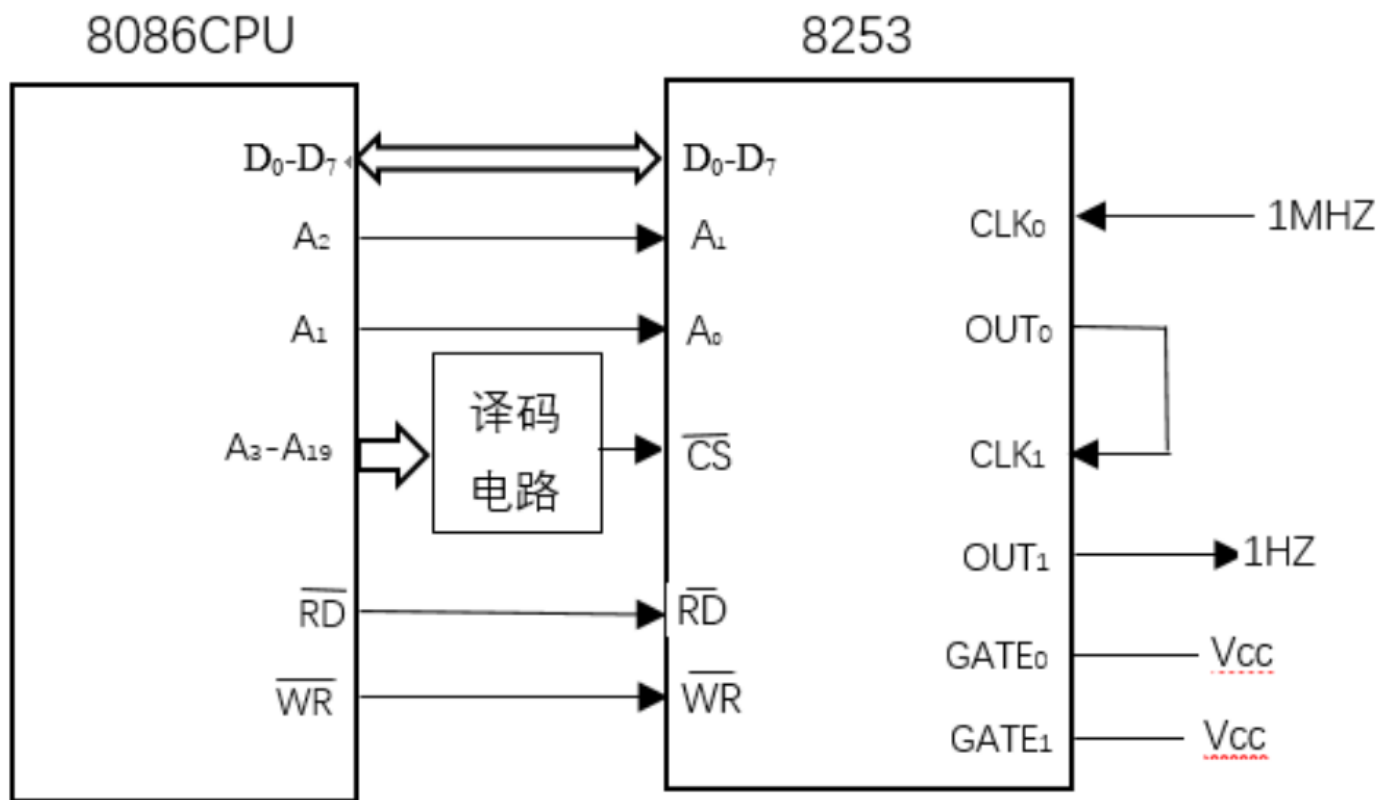 8086CPU
8253
D₀-D₇
D₀-D₇
A₂
A₁
CLK₀
1MHZ
A₁
A₀
OUT₀
译码
电路
A₃-A₁₉
CS
CLK₁
OUT₁
1HZ
RD
RD
GATE₀
Vcc
WR
WR
GATE₁
Vcc